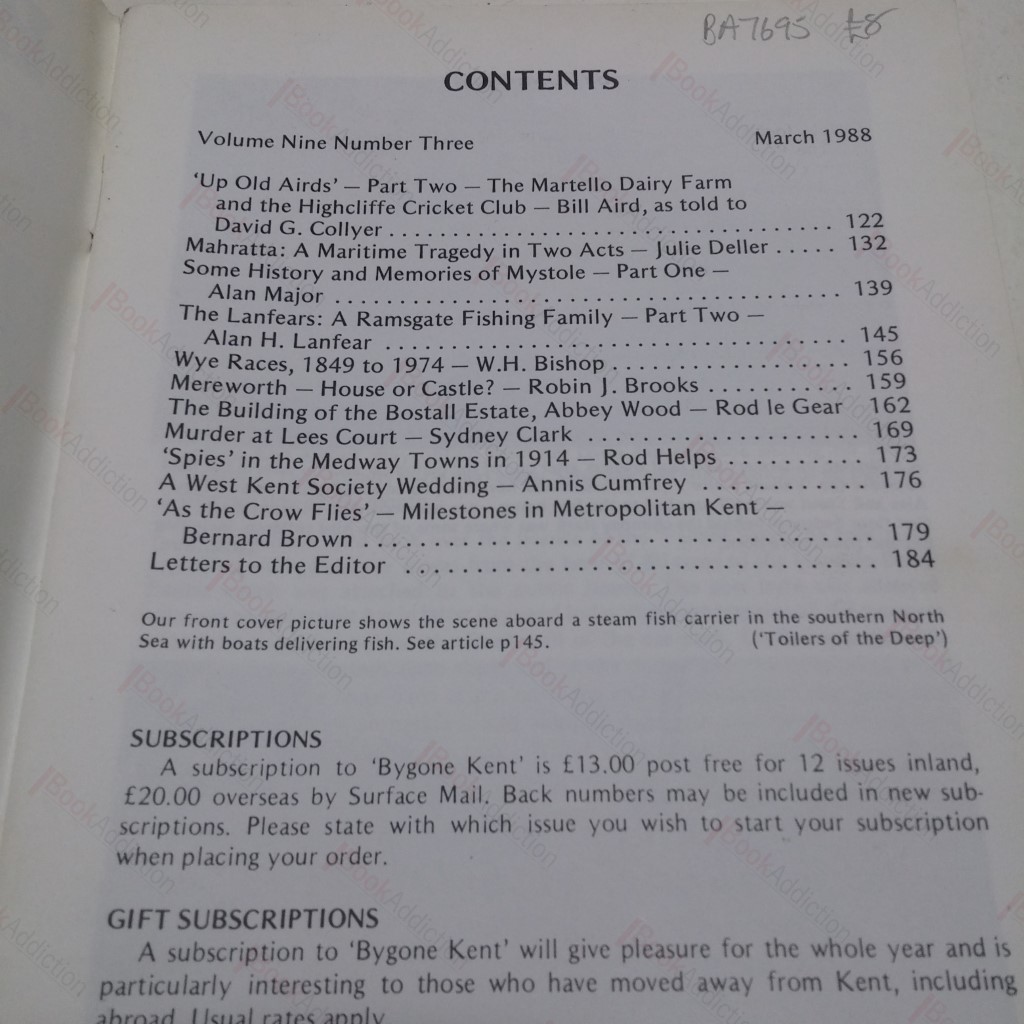 BA7695 £8
CONTENTS
Volume Nine Number Three March 1988
‘Up Old Airds’ — Part Two — The Martello Dairy Farm
and the Highcliffe Cricket Club — Bill Aird, as told to
David G. Collyer . . . . . . . . . . . . . . . . . . . . . . . . . . . . . . . . . . 122
Mahratta: A Maritime Tragedy in Two Acts — Julie Deller . . . . . 132
Some History and Memories of Mystole — Part One —
Alan Major . . . . . . . . . . . . . . . . . . . . . . . . . . . . . . . . . . . . . . 139
The Lanfears: A Ramsgate Fishing Family — Part Two —
Alan H. Lanfear . . . . . . . . . . . . . . . . . . . . . . . . . . . . . . . . . . . 145
Wye Races, 1849 to 1974 — W.H. Bishop . . . . . . . . . . . . . . . . . . 156
Mereworth — House or Castle? — Robin J. Brooks . . . . . . . . . . . 159
The Building of the Bostall Estate, Abbey Wood — Rod le Gear 162
Murder at Lees Court — Sydney Clark . . . . . . . . . . . . . . . . . . . . 169
‘Spies’ in the Medway Towns in 1914 — Rod Helps . . . . . . . . . . 173
A West Kent Society Wedding — Annis Cumfrey . . . . . . . . . . . . 176
‘As the Crow Flies’ — Milestones in Metropolitan Kent —
Bernard Brown . . . . . . . . . . . . . . . . . . . . . . . . . . . . . . . . . . . . 179
Letters to the Editor . . . . . . . . . . . . . . . . . . . . . . . . . . . . . . . . . 184
Our front cover picture shows the scene aboard a steam fish carrier in the southern North
Sea with boats delivering fish. See article p145. (‘Toilers of the Deep’)
SUBSCRIPTIONS
A subscription to ‘Bygone Kent’ is £13.00 post free for 12 issues inland,
£20.00 overseas by Surface Mail. Back numbers may be included in new sub-
scriptions. Please state with which issue you wish to start your subscription
when placing your order.
GIFT SUBSCRIPTIONS
A subscription to ‘Bygone Kent’ will give pleasure for the whole year and is
particularly interesting to those who have moved away from Kent, including
abroad. Usual rates apply